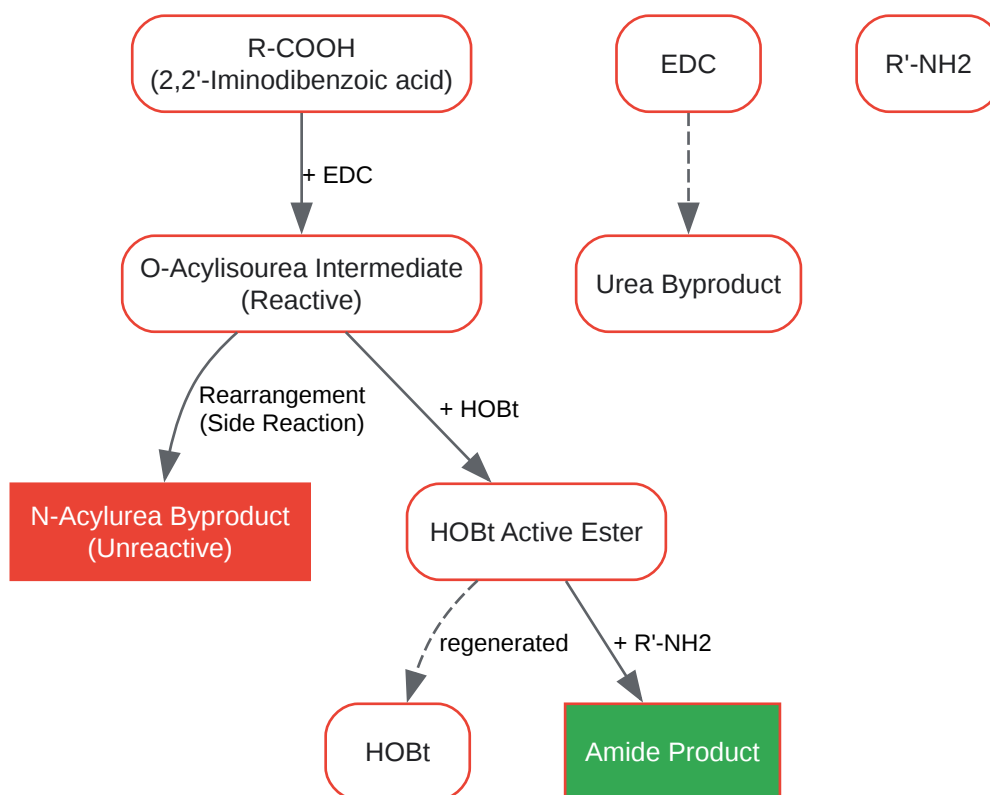 R-COOH
(2,2'-Iminodibenzoic acid)
EDC
R'-NH2
+ EDC
O-Acylisourea Intermediate
(Reactive)
Urea Byproduct
Rearrangement
(Side Reaction)
+ HOBt
N-Acylurea Byproduct
(Unreactive)
HOBt Active Ester
regenerated
+ R'-NH2
HOBt
Amide Product